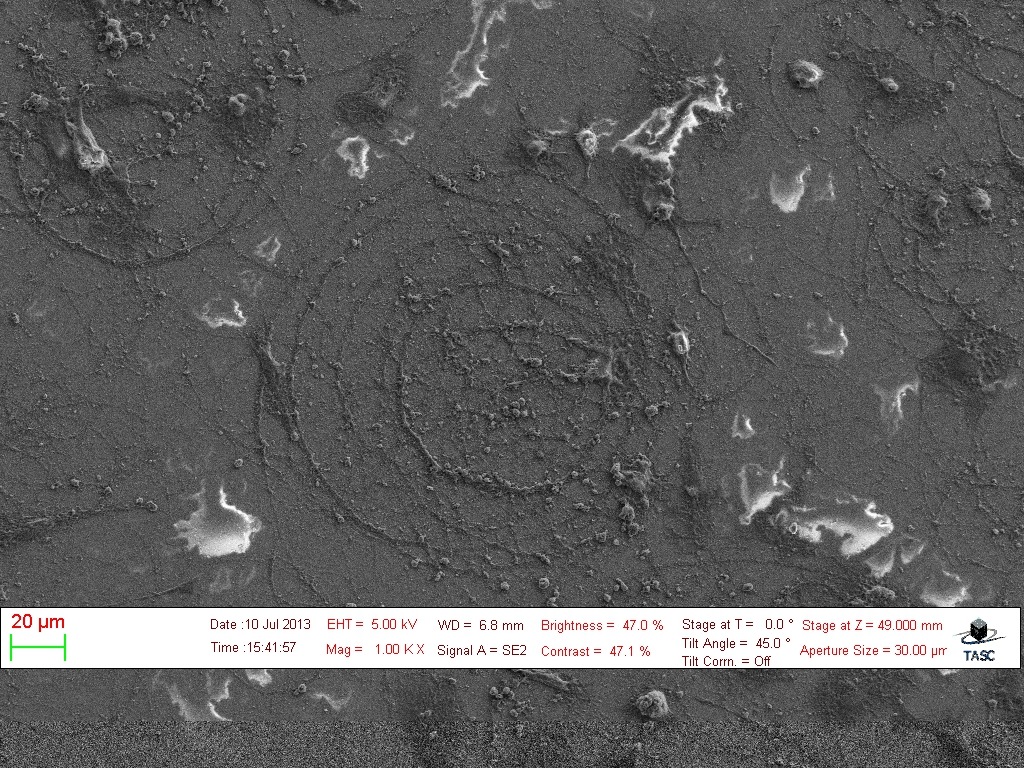 20 µm
Date :10 Jul 2013 EHT = 5.00 kV WD = 6.8 mm Brightness = 47.0 % Stage at T = 0.0 ° Stage at Z = 49.000 mm
Time :15:41:57 Mag = 1.00 K X Signal A = SE2 Contrast = 47.1 % Tilt Angle = 45.0 ° Aperture Size = 30.00 µm
Tilt Corrn. = Off
TASC